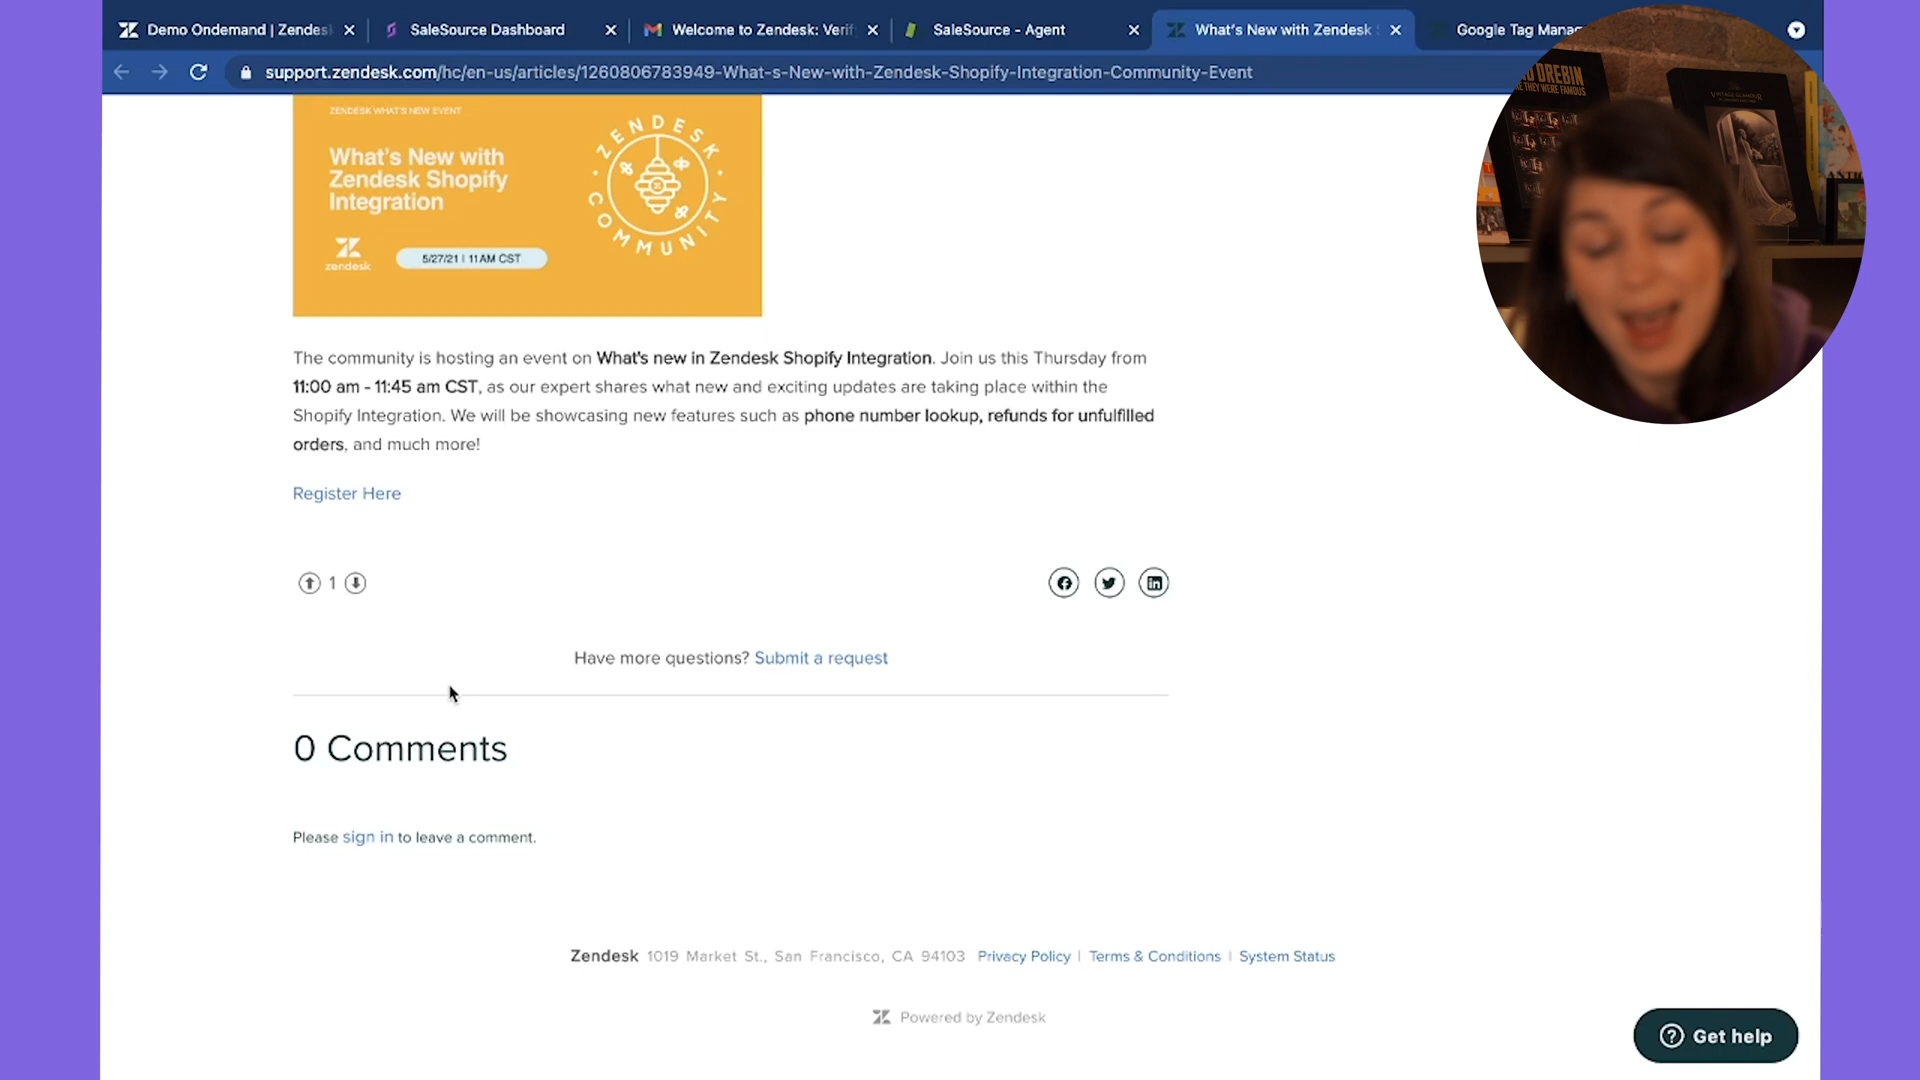 Demo Ondemand | Zendes
SaleSource Dashboard
Welcome to Zendesk: Verif
SaleSource - Agent
What's New with Zendesk
Google Tag Manag
support.zendesk.com/hc/en-us/articles/1260806783949-What-s-New-with-Zendesk-Shopify-Integration-Community-Event
DREBIN
THEY WERE FAMOUS
VINTAGE GLAMOUR
ZENDESK WHAT'S NEW EVENT
What's New with
Zendesk Shopify
Integration
ZENDESK
COMMUNITY
zendesk
5/27/21 | 11AM CST
The community is hosting an event on What's new in Zendesk Shopify Integration. Join us this Thursday from
11:00 am - 11:45 am CST, as our expert shares what new and exciting updates are taking place within the
Shopify Integration. We will be showcasing new features such as phone number lookup, refunds for unfulfilled
orders, and much more!
Register Here
1
Have more questions? Submit a request
0 Comments
Please sign in to leave a comment.
Zendesk 1019 Market St., San Francisco, CA 94103 Privacy Policy | Terms & Conditions | System Status
Powered by Zendesk
Get help